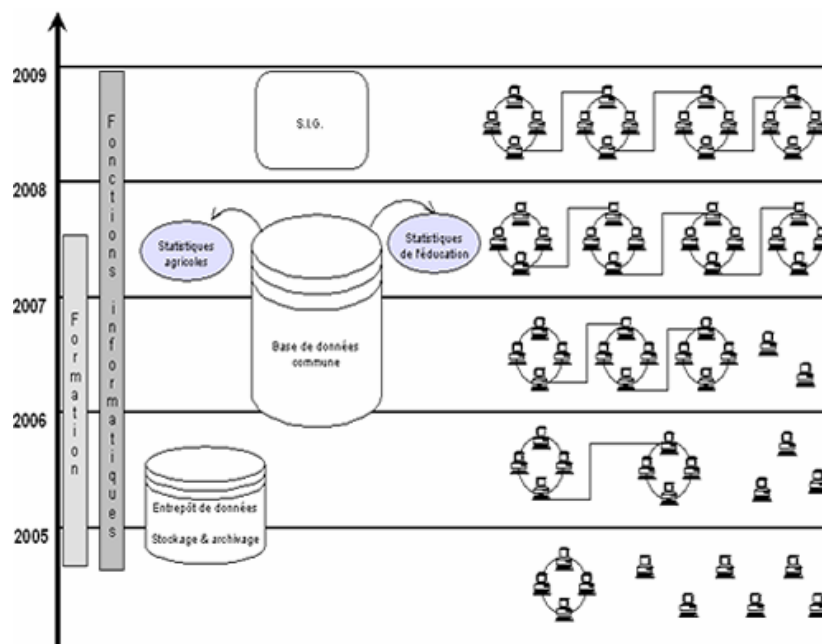 2009
S.I.G.
2008
Statistiques
agricoles
Statistiques
de l'éducation
2007
Base de données
commune
2006
Entrepôt de données
Stockage & archivage
2005
Formation
Fonctions informatiques